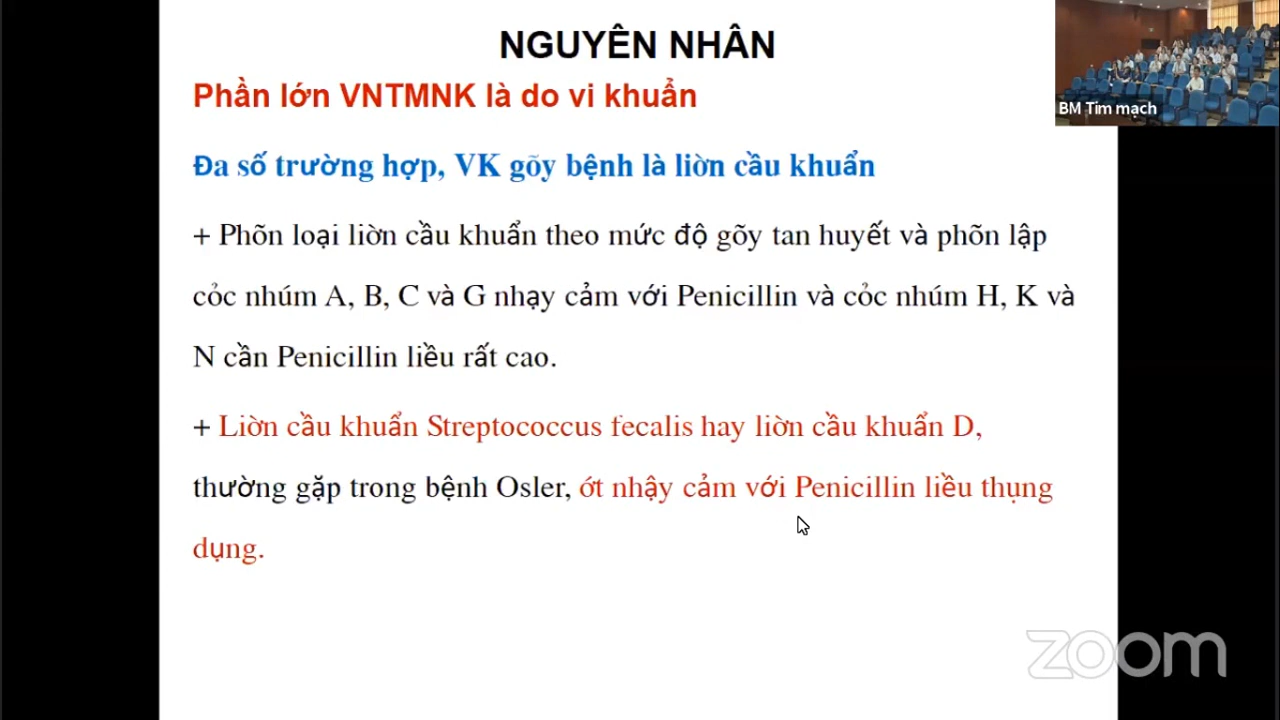 NGUYÊN NHÂN
Phần lớn VNTMNK là do vi khuẩn
Đa số trường hợp, VK gõy bệnh là liờn cầu khuẩn
+ Phõn loại liờn cầu khuẩn theo mức độ gõy tan huyết và phõn lập
cỏc nhúm A, B, C và G nhạy cảm với Penicillin và cỏc nhúm H, K và
N cần Penicillin liều rất cao.
+ Liờn cầu khuẩn Streptococcus fecalis hay liờn cầu khuẩn D,
thường gặp trong bệnh Osler, ớt nhậy cảm với Penicillin liều thụng
dụng.
BM Tim mạch
zoom